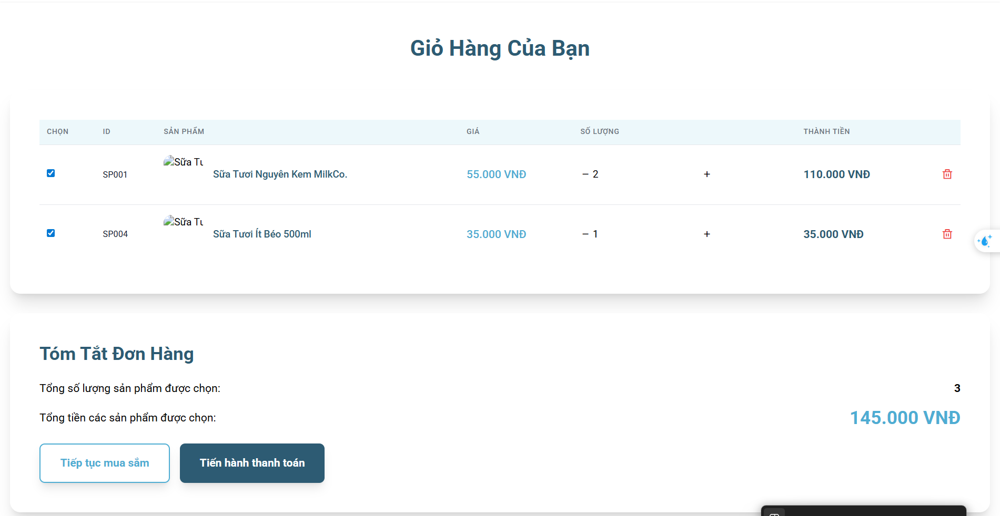 Giỏ Hàng Của Bạn
CHỌN ID SẢN PHẨM GIÁ SỐ LƯỢNG THÀNH TIỀN
Sữa Tư
SP001 Sữa Tươi Nguyên Kem MilkCo. 55.000 VNĐ − 2 + 110.000 VNĐ
Sữa Tư
SP004 Sữa Tươi Ít Béo 500ml 35.000 VNĐ − 1 + 35.000 VNĐ
Tóm Tắt Đơn Hàng
Tổng số lượng sản phẩm được chọn: 3
Tổng tiền các sản phẩm được chọn: 145.000 VNĐ
Tiếp tục mua sắm Tiến hành thanh toán